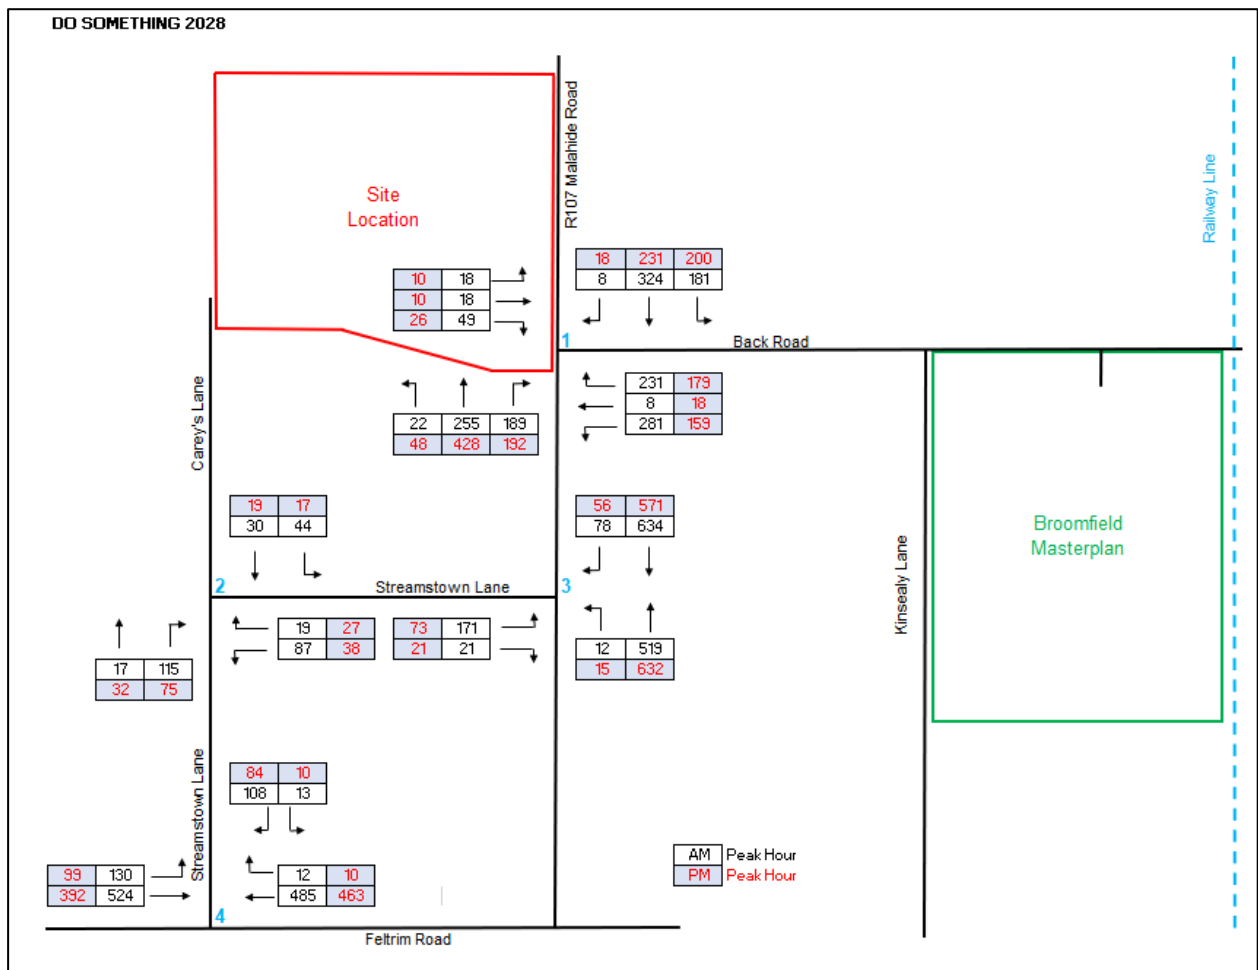 DO SOMETHING 2028
R107 Malahide Road
Railway Line
Site
Location
18 231 200
8 324 181
10 18
10 18
26 49
1
Back Road
231 179
8 18
281 159
22 255 189
48 428 192
Carey's Lane
19 17
30 44
56 571
78 634
Broomfield
Masterplan
Kinsealy Lane
2
Streamstown Lane
3
19 27
87 38
73 171
21 21
12 519
15 632
17 115
32 75
Streamstown Lane
84 10
108 13
99 130
392 524
12 10
485 463
AM Peak Hour
PM Peak Hour
4
Feltrim Road